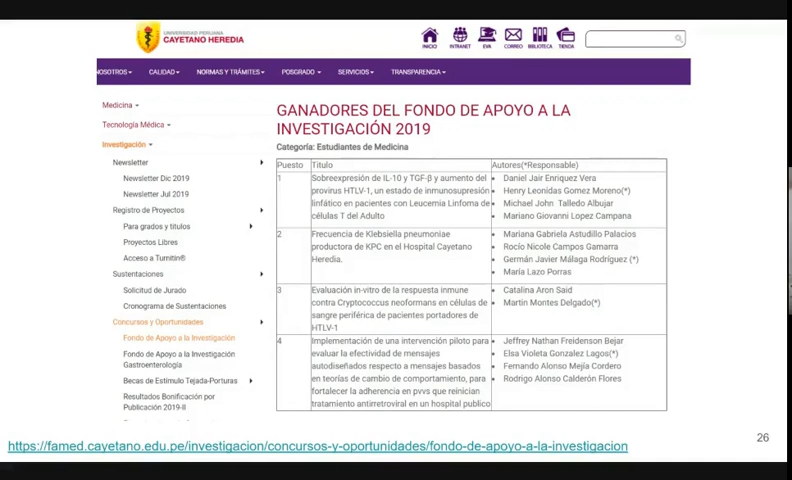 UNIVERSIDAD PERUANA
CAYETANO HEREDIA
INICIO
INTRANET
EVA
CORREO
BIBLIOTECA
TIENDA
NOSOTROS
CALIDAD
NORMAS Y TRÁMITES
POSGRADO
SERVICIOS
TRANSPARENCIA
Medicina
Tecnología Médica
Investigación
Newsletter
Newsletter Dic 2019
Newsletter Jul 2019
Registro de Proyectos
Para grados y titulos
Proyectos Libres
Acceso a Turnitin®
Sustentaciones
Solicitud de Jurado
Cronograma de Sustentaciones
Concursos y Oportunidades
Fondo de Apoyo a la Investigación
Fondo de Apoyo a la Investigación
Gastroenterología
Becas de Estímulo Tejada-Porturas
Resultados Bonificación por
Publicación 2019-II
GANADORES DEL FONDO DE APOYO A LA
INVESTIGACIÓN 2019
Categoría: Estudiantes de Medicina
Puesto Titulo Autores(*Responsable)
1
Sobreexpresión de IL-10 y TGF-β y aumento del
provirus HTLV-1, un estado de inmunosupresión
linfático en pacientes con Leucemia Linfoma de
células T del Adulto
Daniel Jair Enriquez Vera
Henry Leonidas Gomez Moreno(*)
Michael John Talledo Albujar
Mariano Giovanni Lopez Campana
2
Frecuencia de Klebsiella pneumoniae
productora de KPC en el Hospital Cayetano
Heredia.
Mariana Gabriela Astudillo Palacios
Rocío Nicole Campos Gamarra
Germán Javier Málaga Rodríguez (*)
María Lazo Porras
3
Evaluación in-vitro de la respuesta inmune
contra Cryptococcus neoformans en células de
sangre periférica de pacientes portadores de
HTLV-1
Catalina Aron Said
Martin Montes Delgado(*)
4
Implementación de una intervención piloto para
evaluar la efectividad de mensajes
autodiseñados respecto a mensajes basados
en teorías de cambio de comportamiento, para
fortalecer la adherencia en pvvs que reinician
tratamiento antirretroviral en un hospital publico
Jeffrey Nathan Freidenson Bejar
Elsa Violeta Gonzalez Lagos(*)
Fernando Alonso Mejía Cordero
Rodrigo Alonso Calderón Flores
https://famed.cayetano.edu.pe/investigacion/concursos-y-oportunidades/fondo-de-apoyo-a-la-investigacion
26